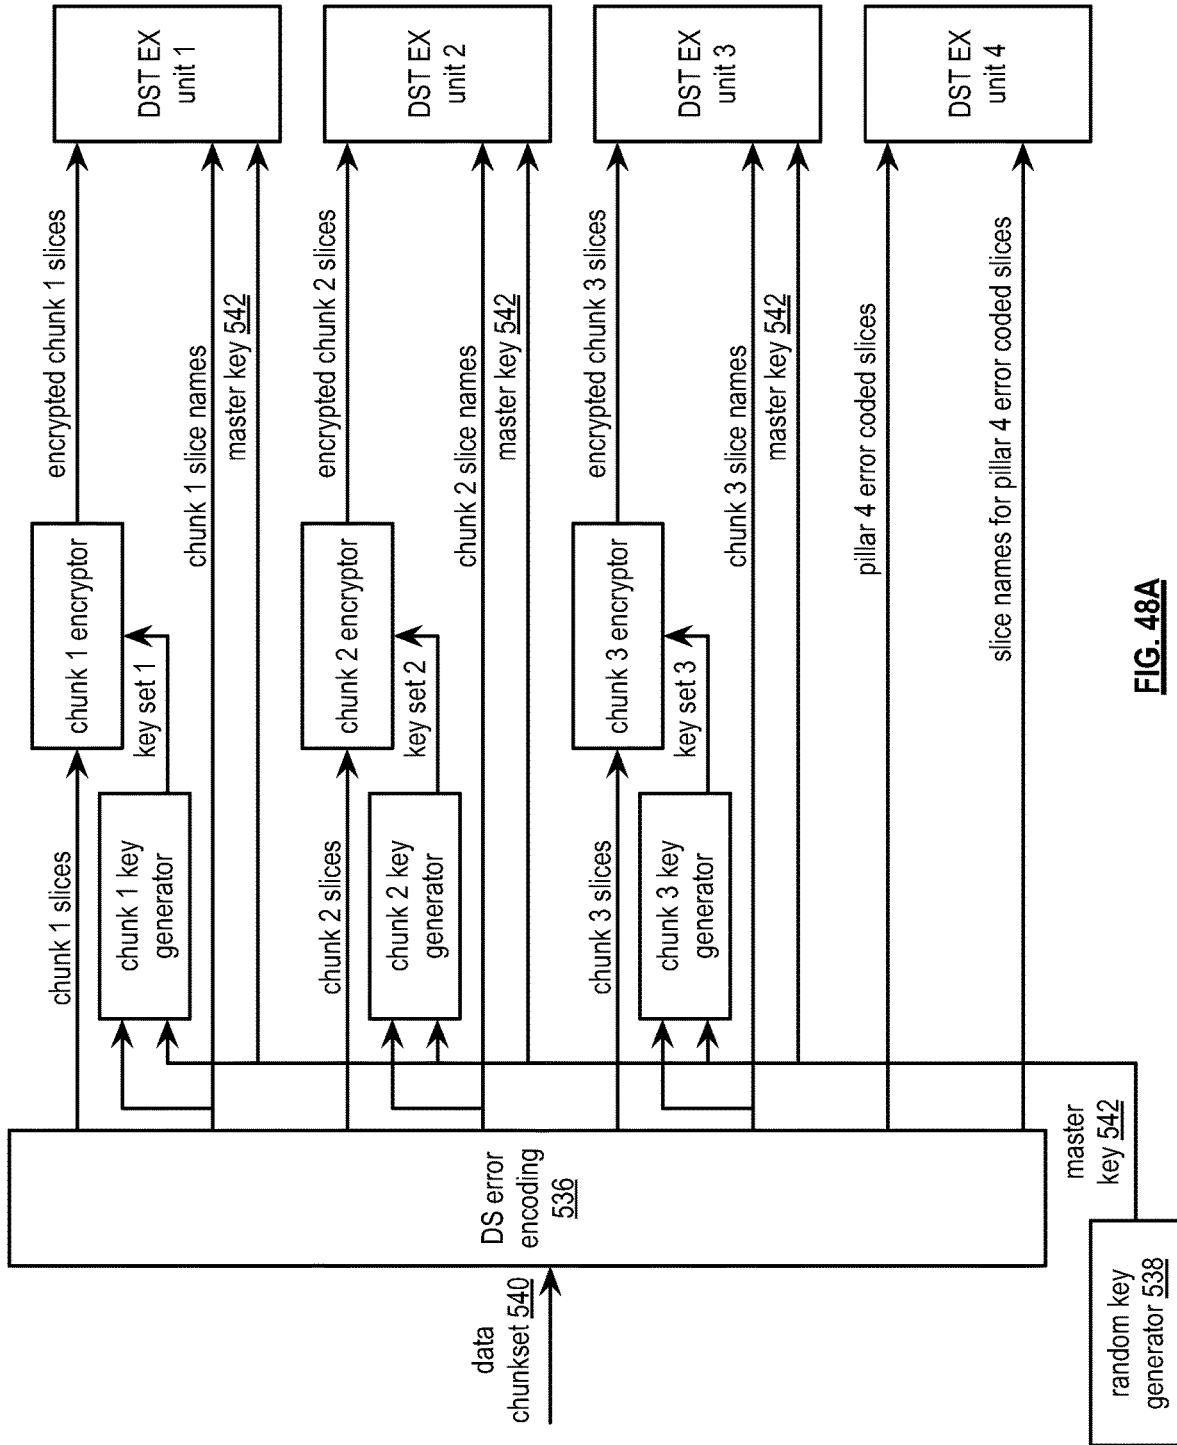 data
chunkset 540
DS error
encoding
536
random key
generator 538
master
key 542
chunk 1 slices
chunk 1 key
generator
key set 1
chunk 1 encryptor
encrypted chunk 1 slices
chunk 1 slice names
master key 542
DST EX
unit 1
chunk 2 slices
chunk 2 key
generator
key set 2
chunk 2 encryptor
encrypted chunk 2 slices
chunk 2 slice names
master key 542
DST EX
unit 2
chunk 3 slices
chunk 3 key
generator
key set 3
chunk 3 encryptor
encrypted chunk 3 slices
chunk 3 slice names
master key 542
DST EX
unit 3
pillar 4 error coded slices
slice names for pillar 4 error coded slices
DST EX
unit 4
FIG. 48A